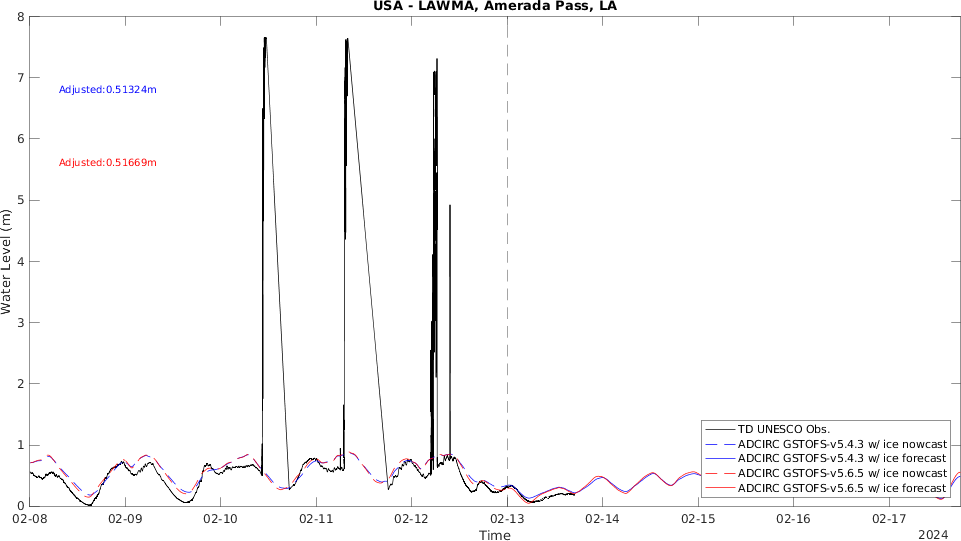 USA - LAWMA, Amerada Pass, LA
8
7
6
5
4
3
2
1
0
Water Level (m)
Adjusted:0.51324m
Adjusted:0.51669m
TD UNESCO Obs.
ADCIRC GSTOFS-v5.4.3 w/ ice nowcast
ADCIRC GSTOFS-v5.4.3 w/ ice forecast
ADCIRC GSTOFS-v5.6.5 w/ ice nowcast
ADCIRC GSTOFS-v5.6.5 w/ ice forecast
02-08 02-09 02-10 02-11 02-12 02-13 02-14 02-15 02-16 02-17
Time
2024